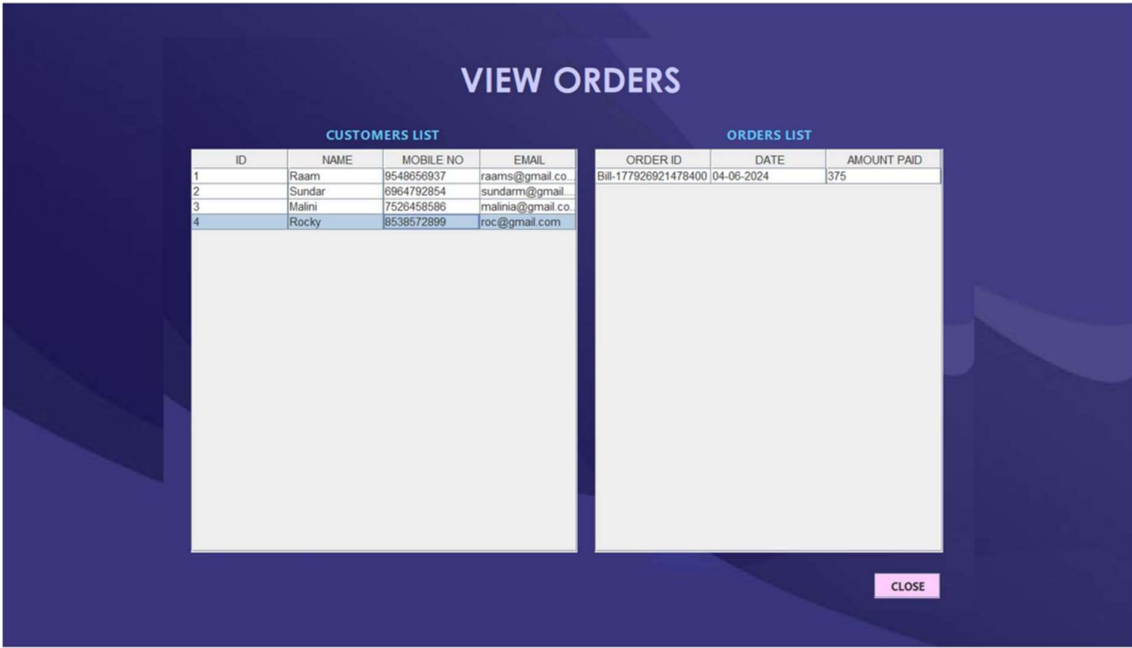 VIEW ORDERS
CUSTOMERS LIST
ID NAME MOBILE NO EMAIL
1 Raam 9548656937 raams@gmail.co...
2 Sundar 6964792854 sundarm@gmail....
3 Malini 7526458586 malinia@gmail.co...
4 Rocky 8538572899 roc@gmail.com
ORDERS LIST
ORDER ID DATE AMOUNT PAID
Bill-177926921478400 04-06-2024 375
CLOSE